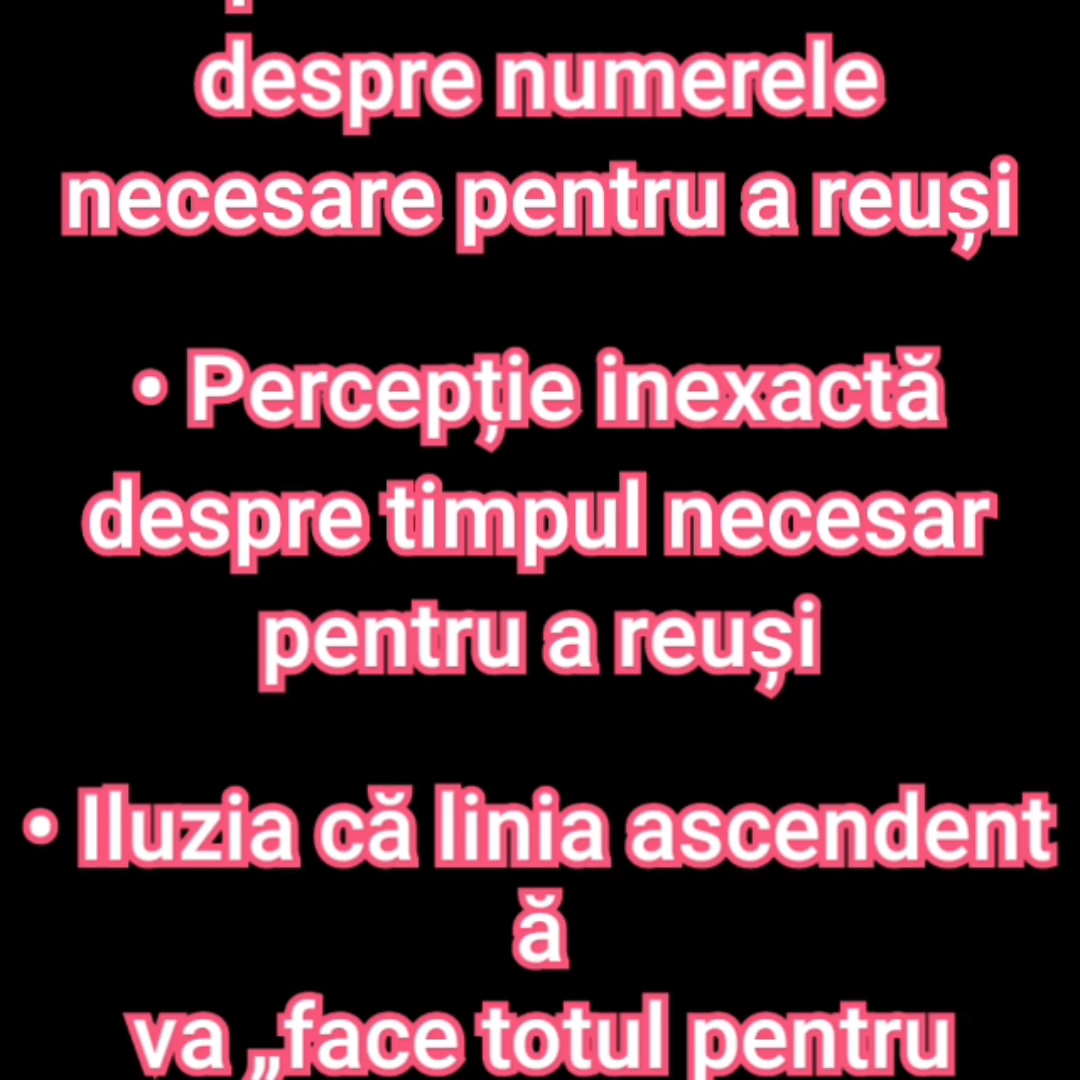 despre numerele
necesare pentru a reuși
• Percepție inexactă
despre timpul necesar
pentru a reuși
• Iluzia că linia ascendent
ă
va „face totul pentru